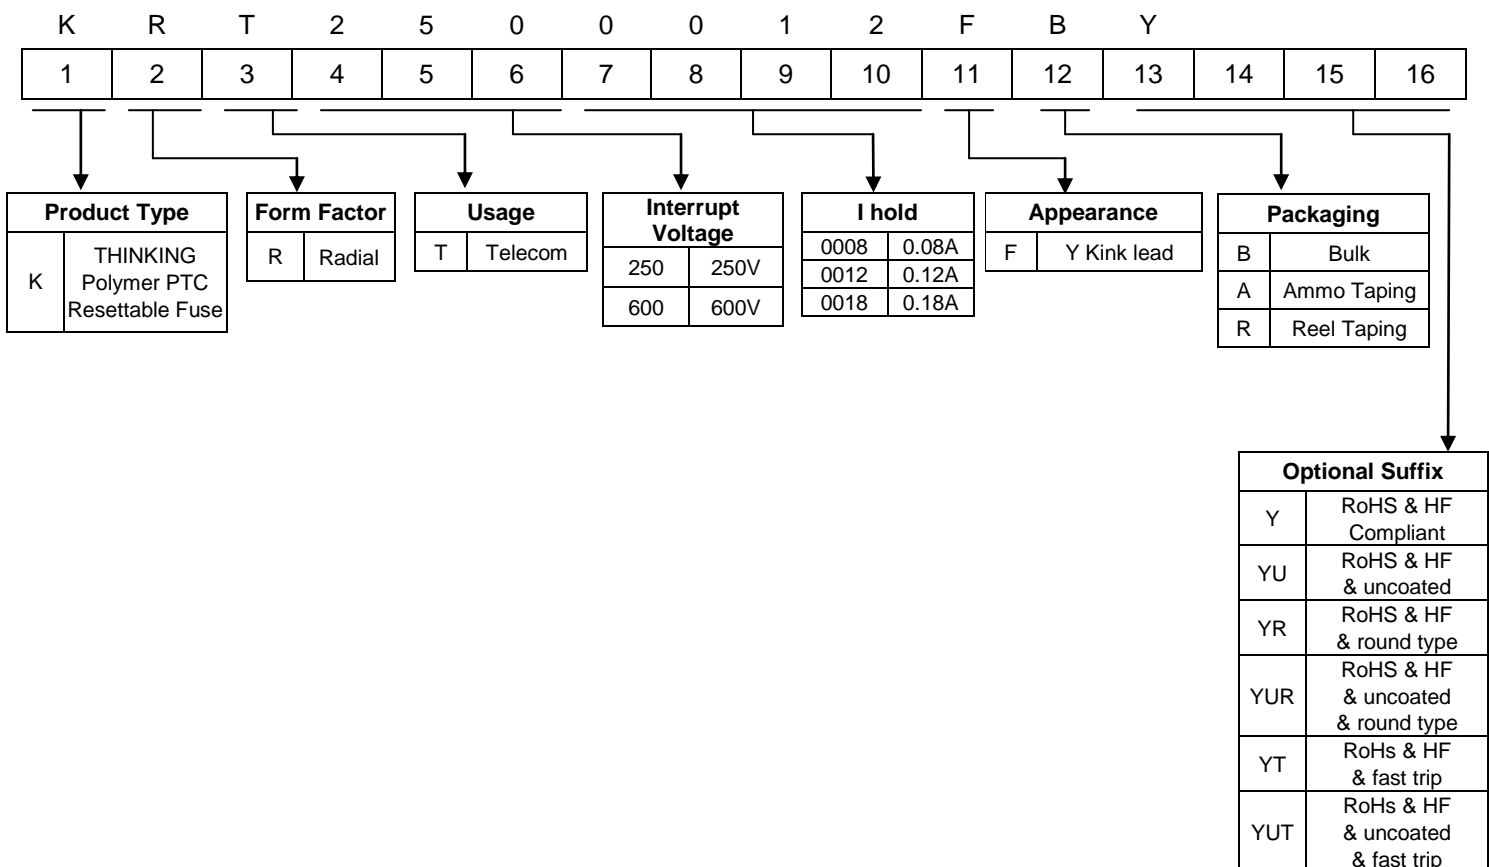 K R T 2 5 0 0 0 1 2 F B Y
1 2 3 4 5 6 7 8 9 10 11 12 13 14 15 16
Product Type
K
THINKING
Polymer PTC
Resettable Fuse
Form Factor
R Radial
Usage
T Telecom
Interrupt
Voltage
250 250V
600 600V
I hold
0008 0.08A
0012 0.12A
0018 0.18A
Appearance
F Y Kink lead
Packaging
B Bulk
A Ammo Taping
R Reel Taping
Optional Suffix
Y
RoHS & HF
Compliant
YU
RoHS & HF
& uncoated
YR
RoHS & HF
& round type
YUR
RoHS & HF
& uncoated
& round type
YT
RoHs & HF
& fast trip
YUT
RoHs & HF
& uncoated
& fast trip